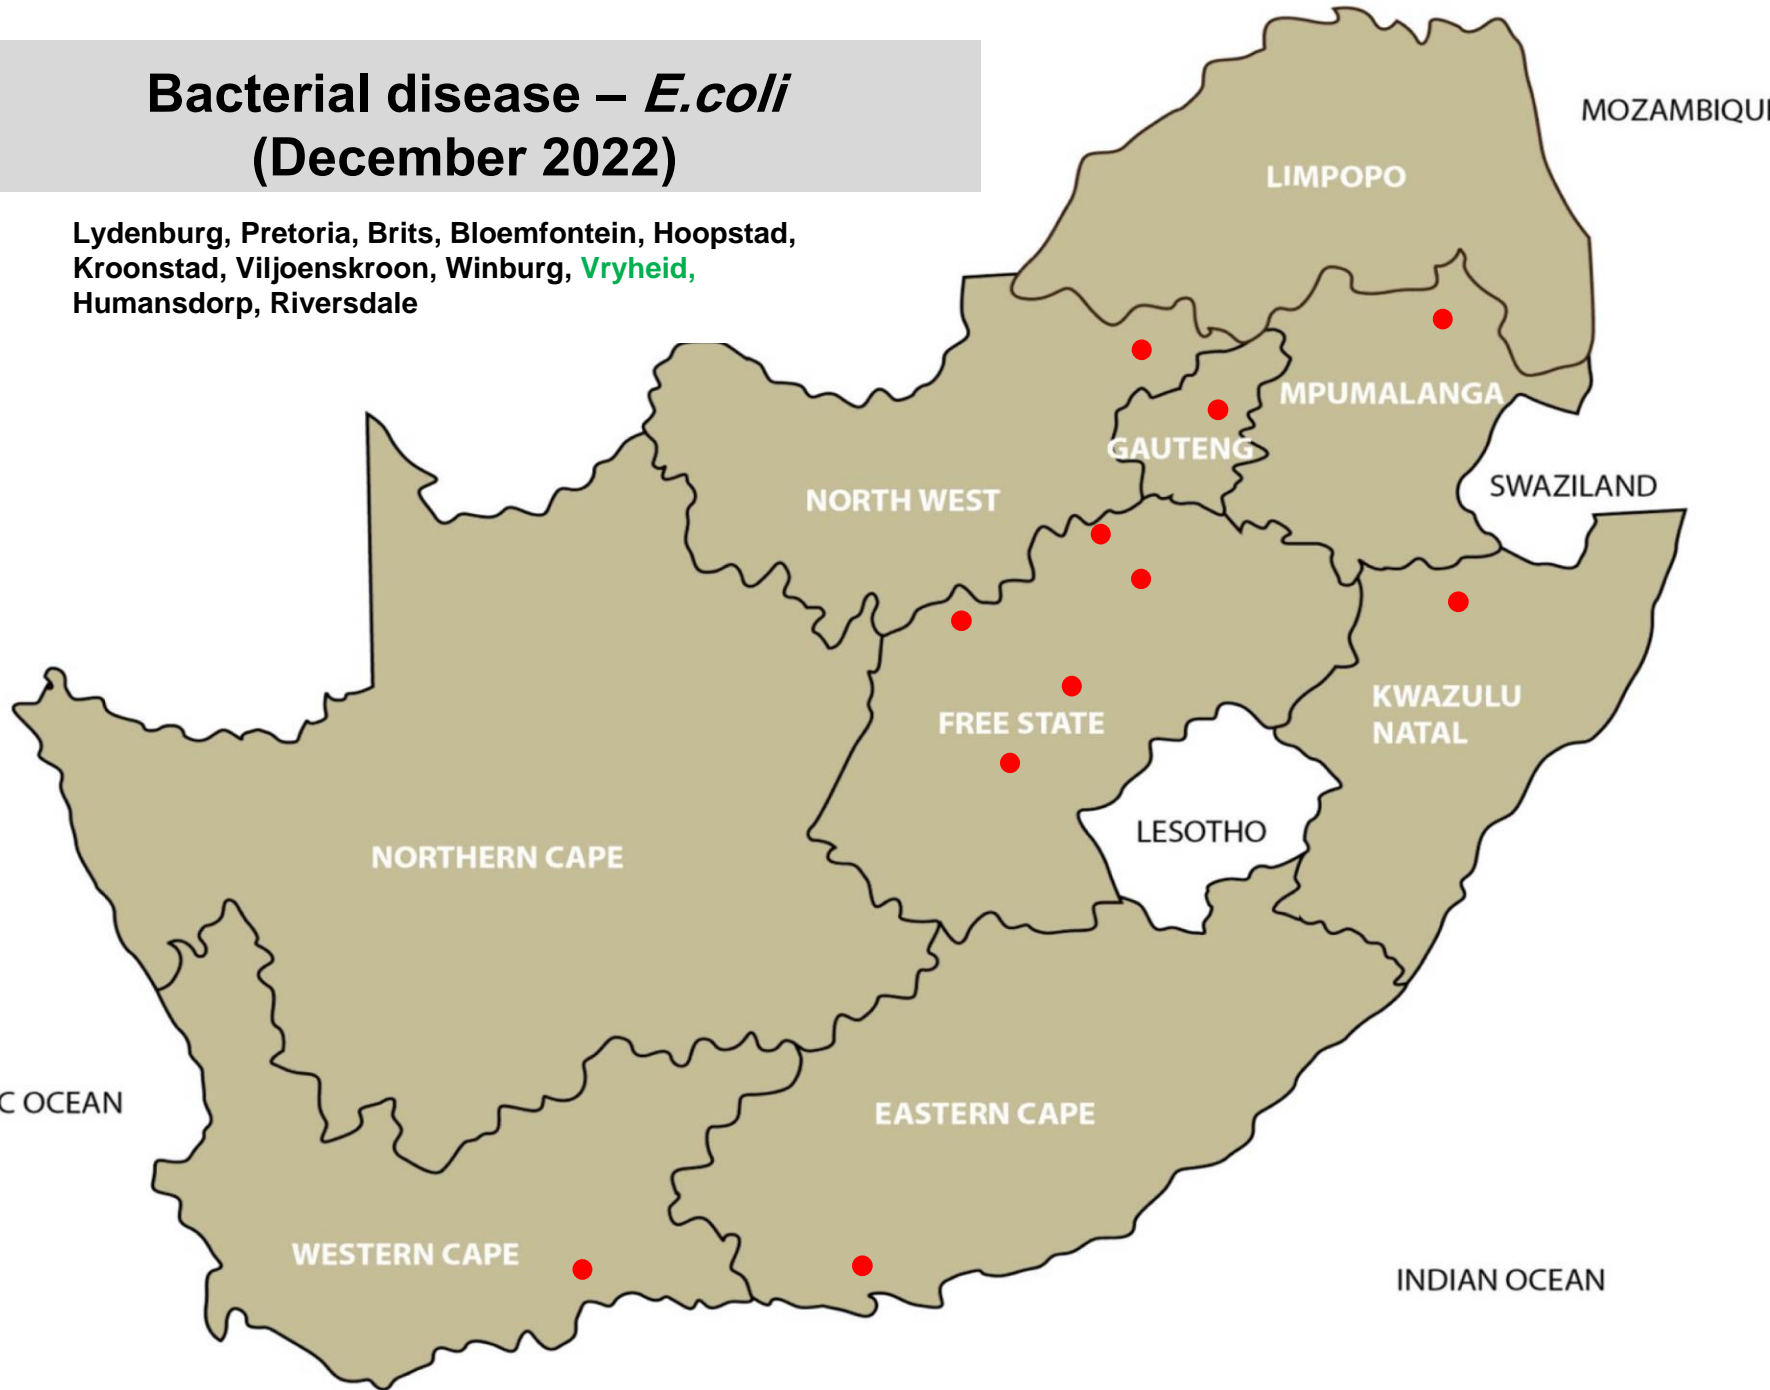 Bacterial disease – E.coli
(December 2022)
Lydenburg, Pretoria, Brits, Bloemfontein, Hoopstad,
Kroonstad, Viljoenskroon, Winburg, Vryheid,
Humansdorp, Riversdale
MOZAMBIQUE
LIMPOPO
MPUMALANGA
GAUTENG
SWAZILAND
NORTH WEST
KWAZULU
NATAL
FREE STATE
LESOTHO
NORTHERN CAPE
C OCEAN
EASTERN CAPE
WESTERN CAPE
INDIAN OCEAN